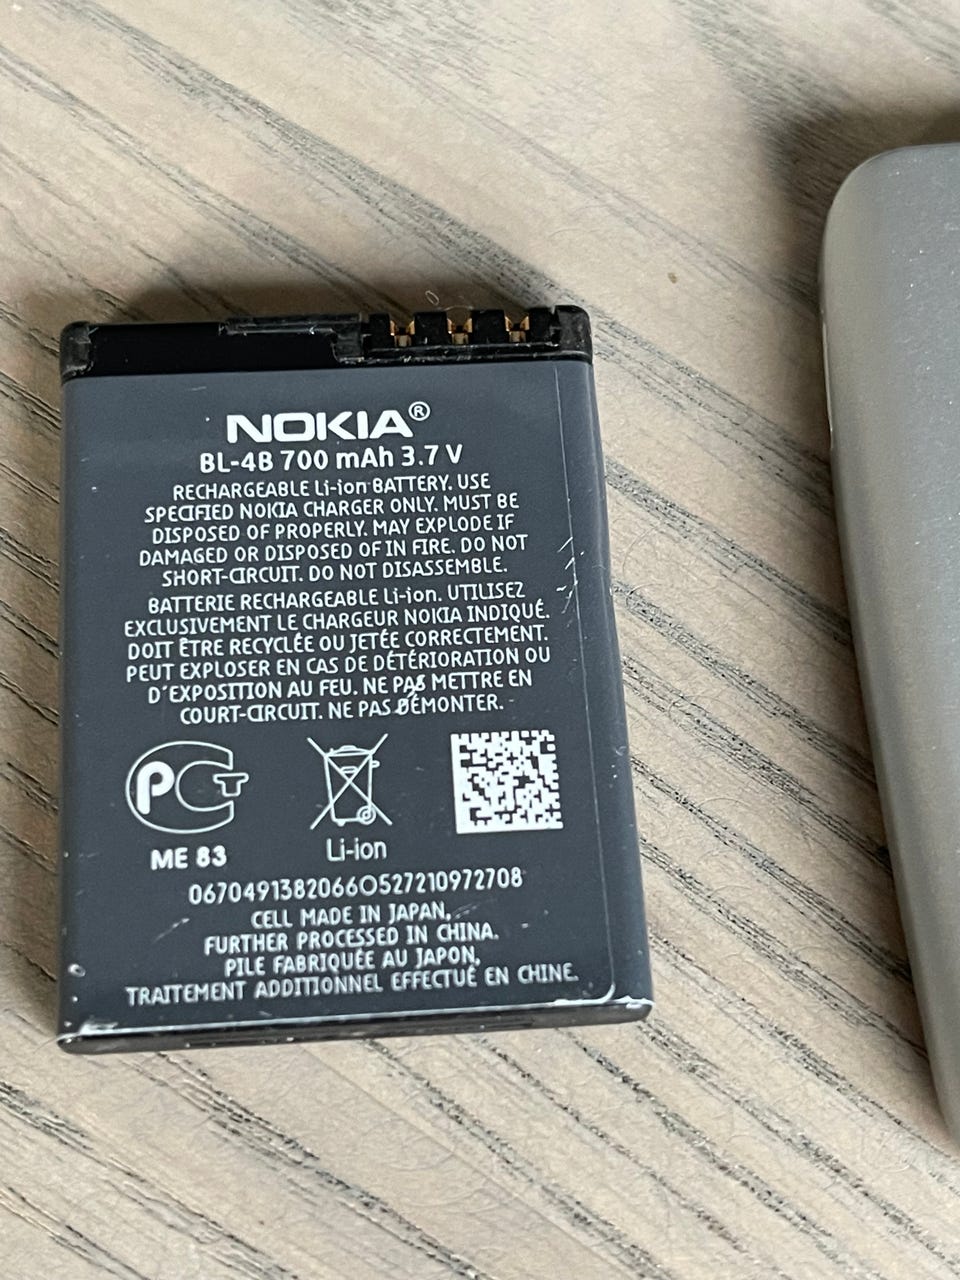 NOKIA®
BL-4B 700 mAh 3.7 V
RECHARGEABLE Li-ion BATTERY. USE
SPECIFIED NOKIA CHARGER ONLY. MUST BE
DISPOSED OF PROPERLY. MAY EXPLODE IF
DAMAGED OR DISPOSED OF IN FIRE. DO NOT
SHORT-CIRCUIT. DO NOT DISASSEMBLE.
BATTERIE RECHARGEABLE Li-ion. UTILISEZ
EXCLUSIVEMENT LE CHARGEUR NOKIA INDIQUÉ.
DOIT ÊTRE RECYCLÉE OU JETÉE CORRECTEMENT.
PEUT EXPLOSER EN CAS DE DÉTÉRIORATION OU
D'EXPOSITION AU FEU. NE PAS METTRE EN
COURT-CIRCUIT. NE PAS DÉMONTER.
PCT
ME 83
Li-ion
0670491382066O527210972708
CELL MADE IN JAPAN,
FURTHER PROCESSED IN CHINA.
PILE FABRIQUÉE AU JAPON,
TRAITEMENT ADDITIONNEL EFFECTUÉ EN CHINE.